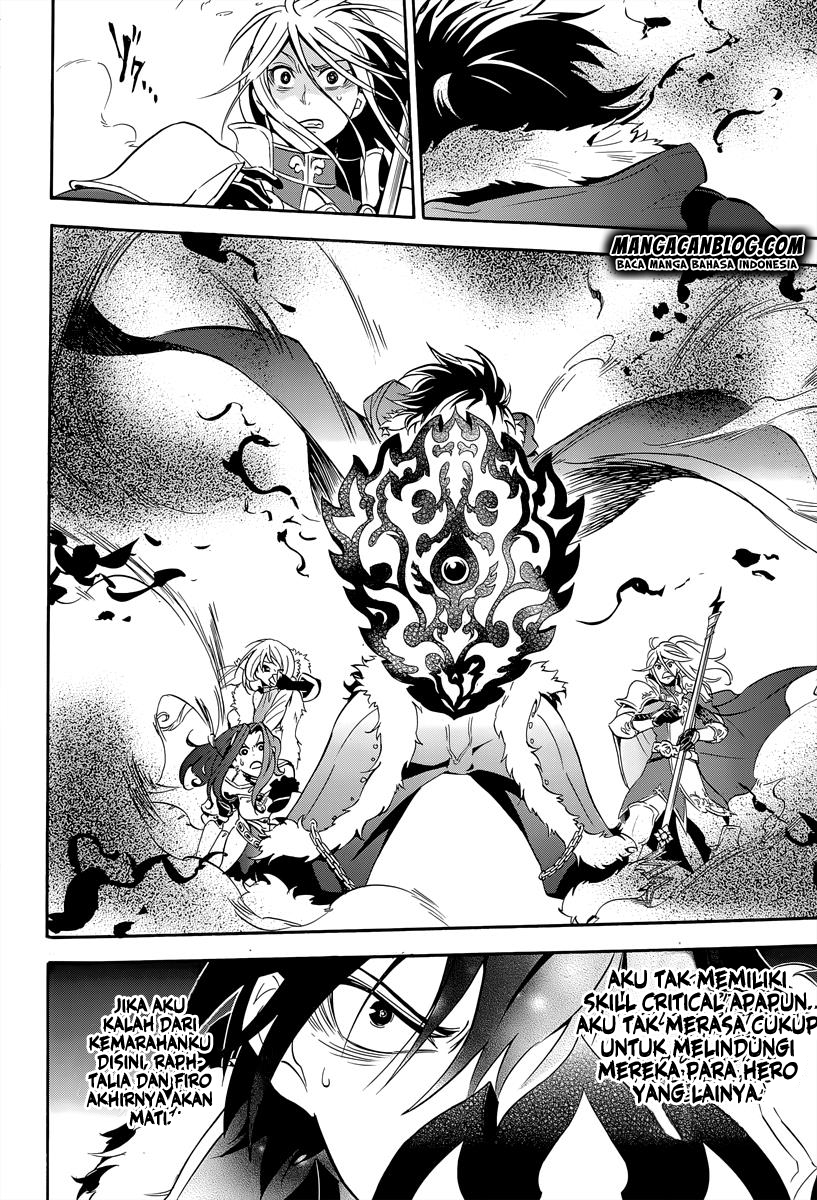 ゾク…
MANGACANBLOG.COM
BACA MANGA BAHASA INDONESIA
AKU TAK MEMILIKI
SKILL CRITICAL APAPUN..
AKU TAK MERASA CUKUP
UNTUK MELINDUNGI
MEREKA PARA HERO
YANG LAINYA.
JIKA AKU
KALAH DARI
KEMARAHANKU
DISINI, RAPH-
TALIA DAN FIRO
AKHIRNYA AKAN
MATI..